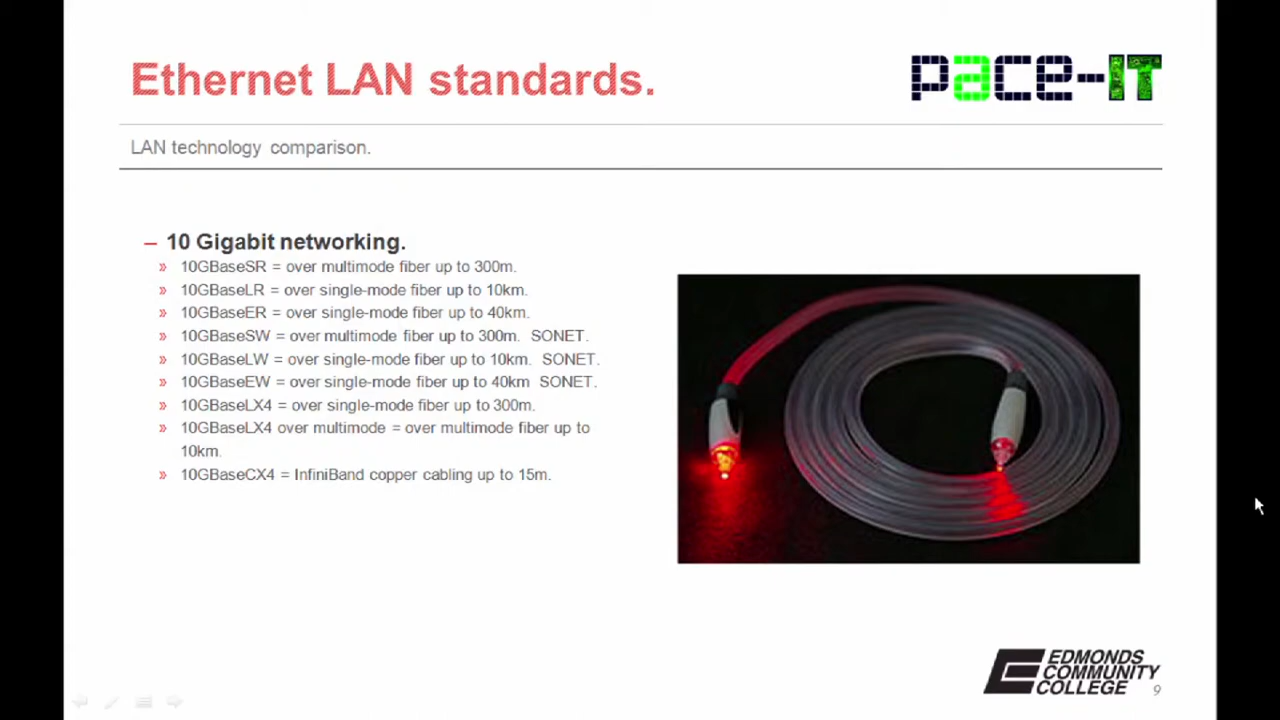 Ethernet LAN standards.
pace-IT
LAN technology comparison.
– 10 Gigabit networking.
» 10GBaseSR = over multimode fiber up to 300m.
» 10GBaseLR = over single-mode fiber up to 10km.
» 10GBaseER = over single-mode fiber up to 40km.
» 10GBaseSW = over multimode fiber up to 300m. SONET.
» 10GBaseLW = over single-mode fiber up to 10km. SONET.
» 10GBaseEW = over single-mode fiber up to 40km SONET.
» 10GBaseLX4 = over single-mode fiber up to 300m.
» 10GBaseLX4 over multimode = over multimode fiber up to
10km.
» 10GBaseCX4 = InfiniBand copper cabling up to 15m.
EDMONDS
COMMUNITY
COLLEGE
9